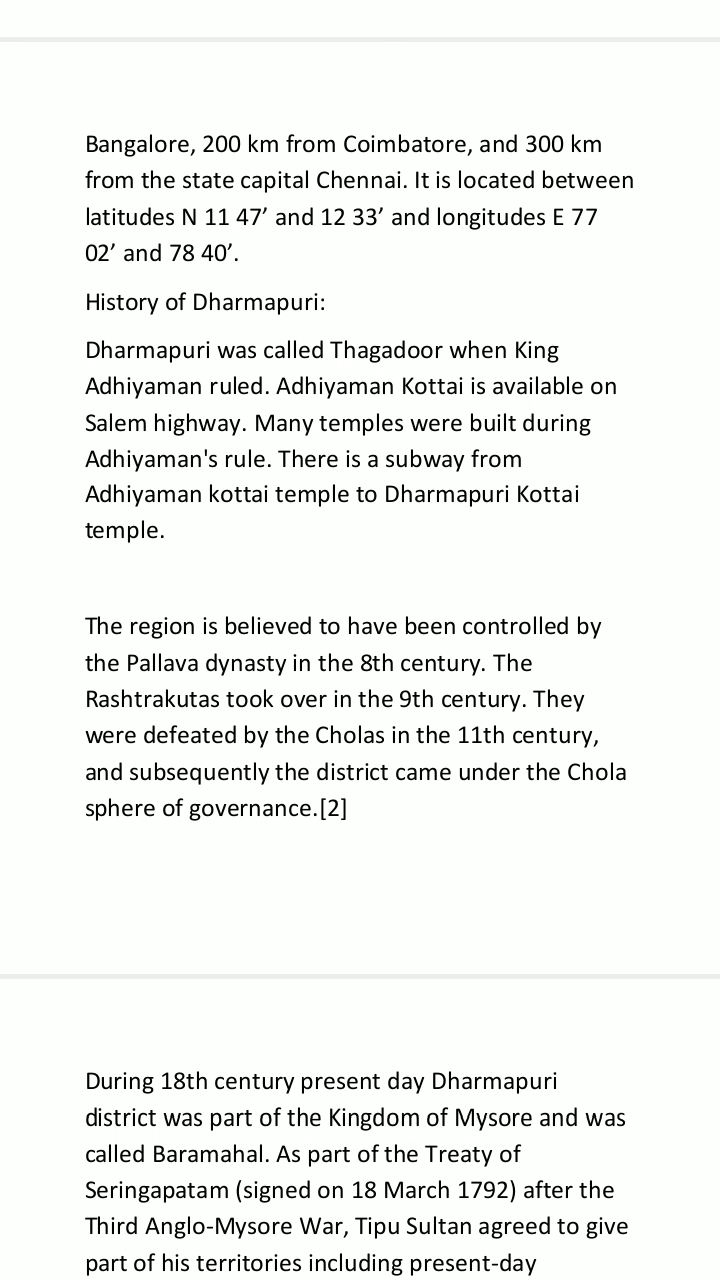 Bangalore, 200 km from Coimbatore, and 300 km
from the state capital Chennai. It is located between
latitudes N 11 47’ and 12 33’ and longitudes E 77
02’ and 78 40’.
History of Dharmapuri:
Dharmapuri was called Thagadoor when King
Adhiyaman ruled. Adhiyaman Kottai is available on
Salem highway. Many temples were built during
Adhiyaman's rule. There is a subway from
Adhiyaman kottai temple to Dharmapuri Kottai
temple.
The region is believed to have been controlled by
the Pallava dynasty in the 8th century. The
Rashtrakutas took over in the 9th century. They
were defeated by the Cholas in the 11th century,
and subsequently the district came under the Chola
sphere of governance.[2]
During 18th century present day Dharmapuri
district was part of the Kingdom of Mysore and was
called Baramahal. As part of the Treaty of
Seringapatam (signed on 18 March 1792) after the
Third Anglo-Mysore War, Tipu Sultan agreed to give
part of his territories including present-day